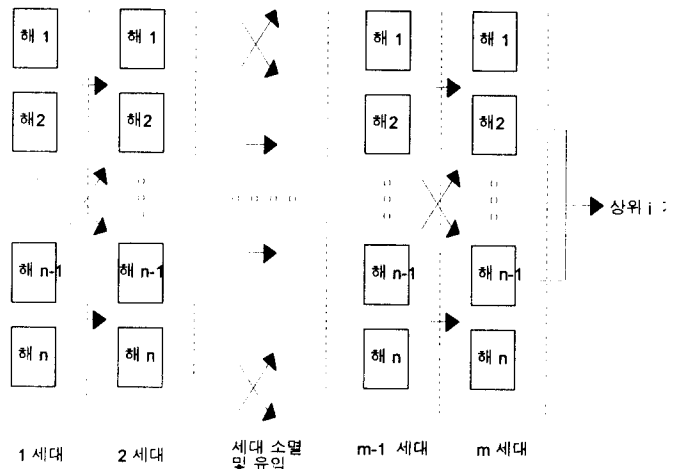 해 1
해 1
해 1
해 1
해2
해2
해2
해2
상위 i
해 n-1
해 n-1
해 n-1
해 n-1
해 n
해 n
해 n
해 n
1 세대
2 세대
세대 소멸
및 유입
m-1 세대
m 세대